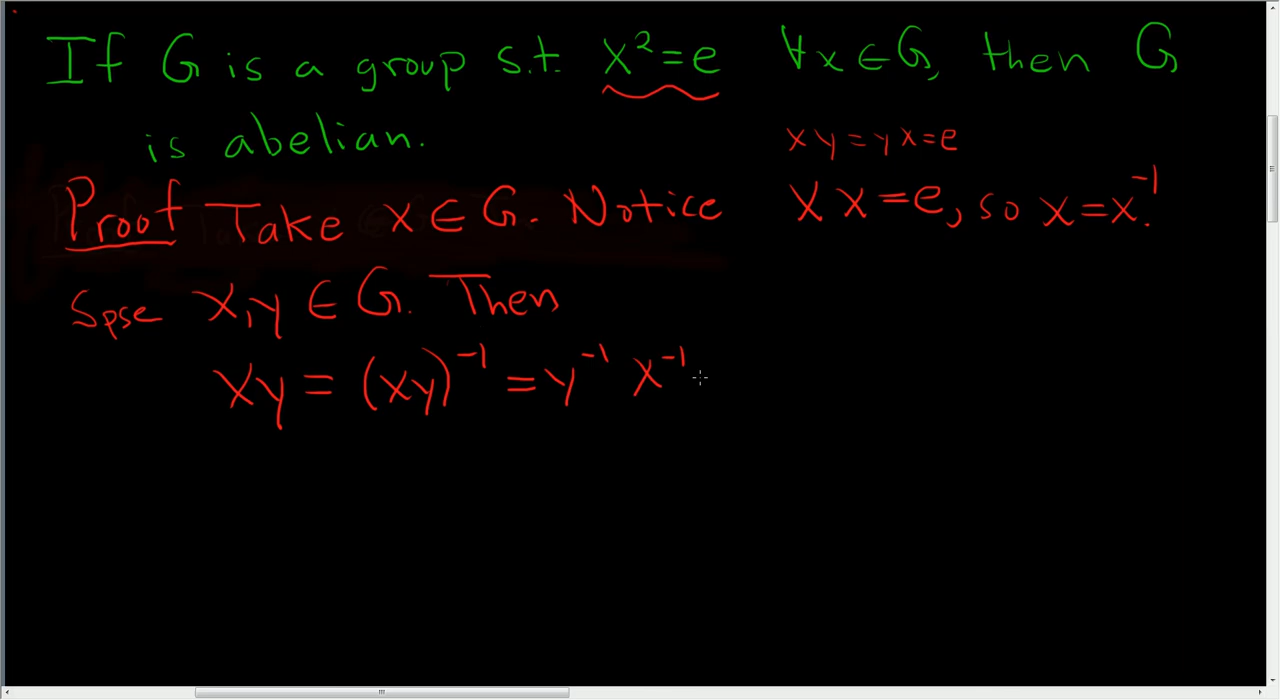 If G is a group s.t. x² = e ∀x ∈ G, then G
is abelian.
xy = yx = e
Proof Take x ∈ G. Notice xx = e, so x = x⁻¹.
Spse x,y ∈ G. Then
xy = (xy)⁻¹ = y⁻¹ x⁻¹